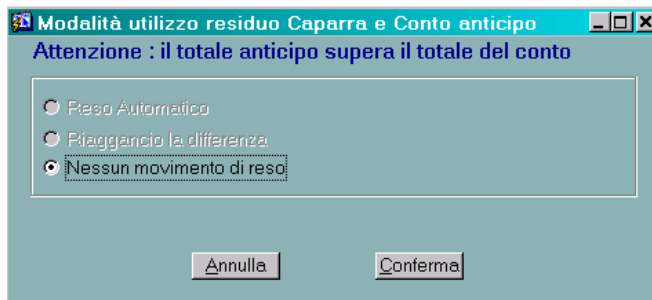 Modalità utilizzo residuo Caparra e Conto anticipo
Attenzione : il totale anticipo supera il totale del conto
Reso Automatico
Riaggancio la differenza
Nessun movimento di reso
Annulla
Conferma